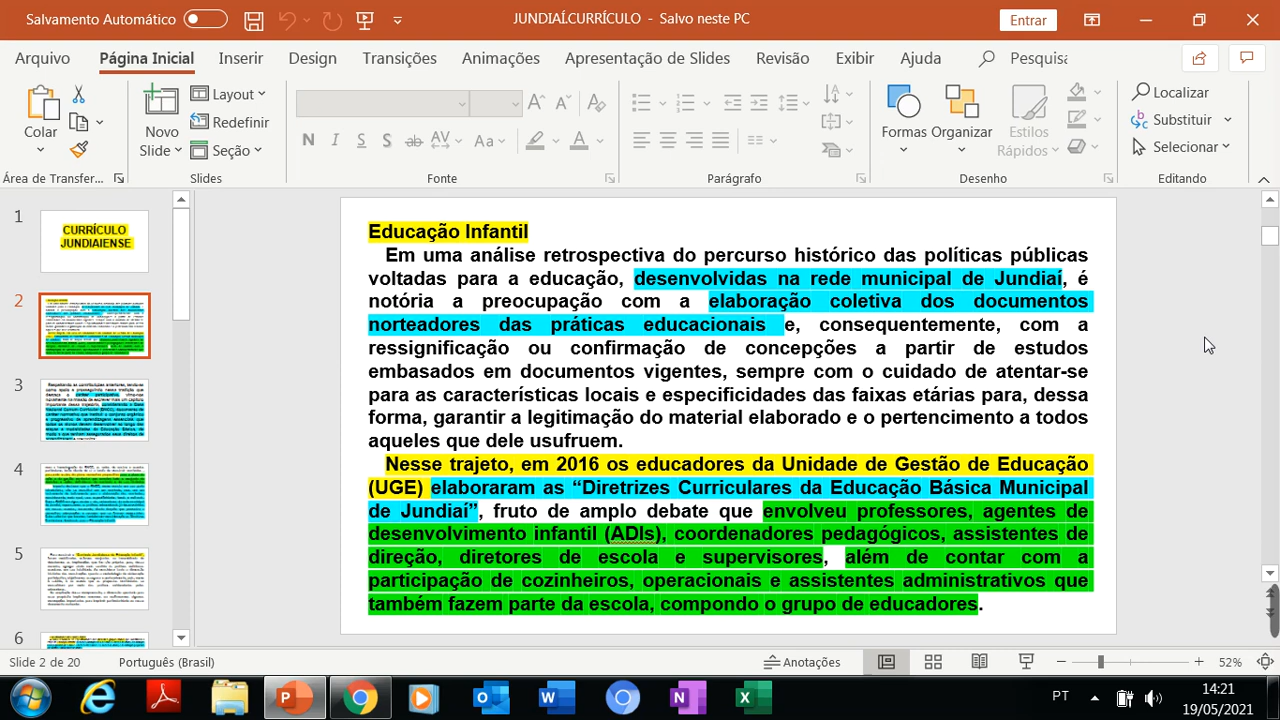 Salvamento Automático
JUNDIAÍ.CURRÍCULO - Salvo neste PC
Entrar
Arquivo Página Inicial Inserir Design Transições Animações Apresentação de Slides Revisão Exibir Ajuda Pesquisa
Colar
Novo Slide
Layout
Redefinir
Seção
Formas Organizar Estilos Rápidos
Localizar
Substituir
Selecionar
Área de Transfer... Slides Fonte Parágrafo Desenho Editando
1
CURRÍCULO
JUNDIAIENSE
2
3
4
5
6
Educação Infantil
Em uma análise retrospectiva do percurso histórico das políticas públicas
voltadas para a educação, desenvolvidas na rede municipal de Jundiaí, é
notória a preocupação com a elaboração coletiva dos documentos
norteadores nas práticas educacionais e, consequentemente, com a
ressignificação ou confirmação de concepções a partir de estudos
embasados em documentos vigentes, sempre com o cuidado de atentar-se
para as necessidades locais e especificidades das faixas etárias para, dessa
forma, garantir a legitimação do material elaborado e o pertencimento a todos
aqueles que dele usufruem.
Nesse trajeto, em 2016 os educadores da Unidade de Gestão de Educação
(UGE) elaboram “Diretrizes Curriculares da Educação Básica Municipal
de Jundiaí”, fruto de amplo debate que envolveu professores, agentes de
desenvolvimento infantil (ADIs), coordenadores pedagógicos, assistentes de
direção, diretores de escola e supervisores, além de contar com a
participação de cozinheiros, operacionais e assistentes administrativos que
também fazem parte da escola, compondo o grupo de educadores.
Slide 2 de 20 Português (Brasil) Anotações 52%
PT 14:21
19/05/2021